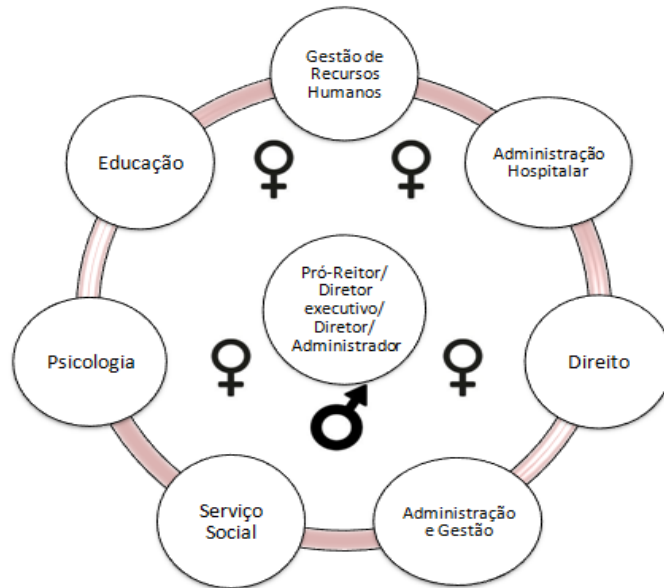 Gestão de
Recursos
Humanos
Educação
Administração
Hospitalar
Pró-Reitor/
Diretor
executivo/
Diretor/
Administrador
Psicologia
Direito
Serviço
Social
Administração
e Gestão